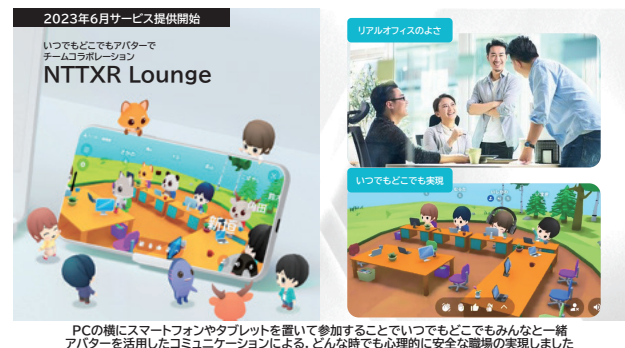 2023年6月サービス提供開始
いつでもどこでもアバターで
チームコラボレーション
NTTXR Lounge
新垣
リアルオフィスのよさ
いつでもどこでも実現
PCの横にスマートフォンやタブレットを置いて参加することでいつでもどこでもみんなと一緒
アバターを活用したコミュニケーションによる，どんな時でも心理的に安全な職場の実現しました